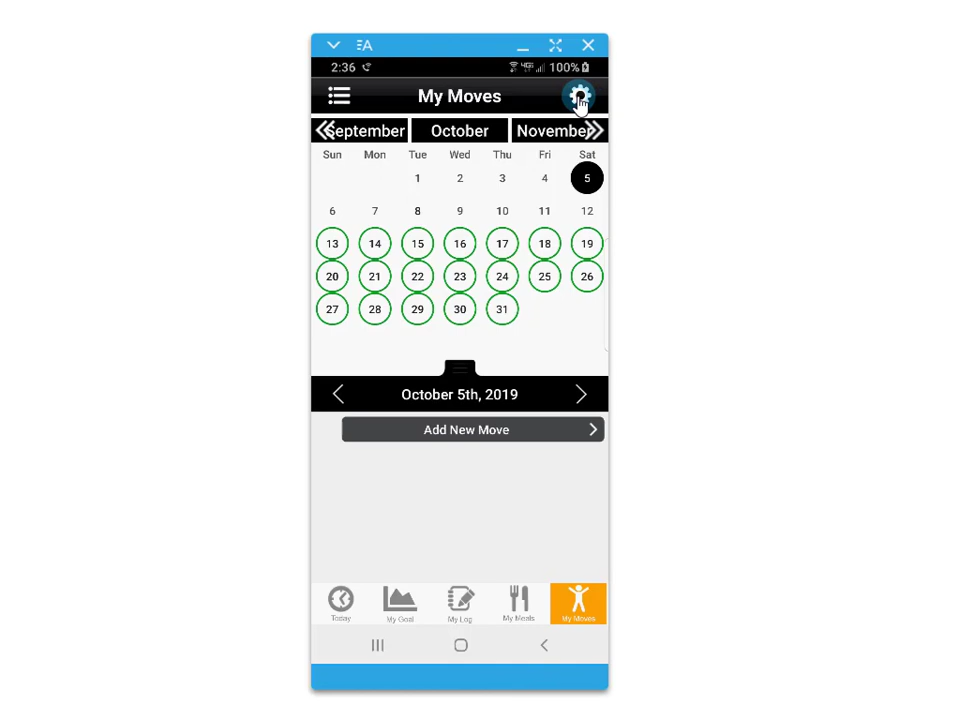 ΞA
2:36 100%
My Moves
September October November
Sun Mon Tue Wed Thu Fri Sat
1 2 3 4 5
6 7 8 9 10 11 12
13 14 15 16 17 18 19
20 21 22 23 24 25 26
27 28 29 30 31
October 5th, 2019
Add New Move
Today My Goal My Log My Meals My Moves